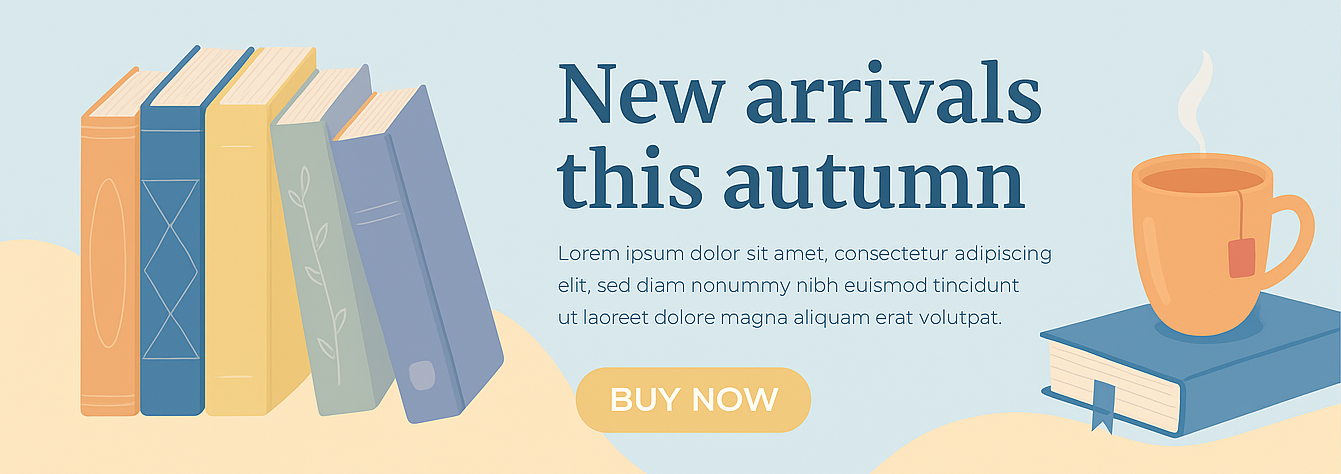 New arrivals
this autumn
Lorem ipsum dolor sit amet, consectetur adipiscing
elit, sed diam nonummy nibh euismod tincidunt
ut laoreet dolore magna aliquam erat volutpat.
BUY NOW